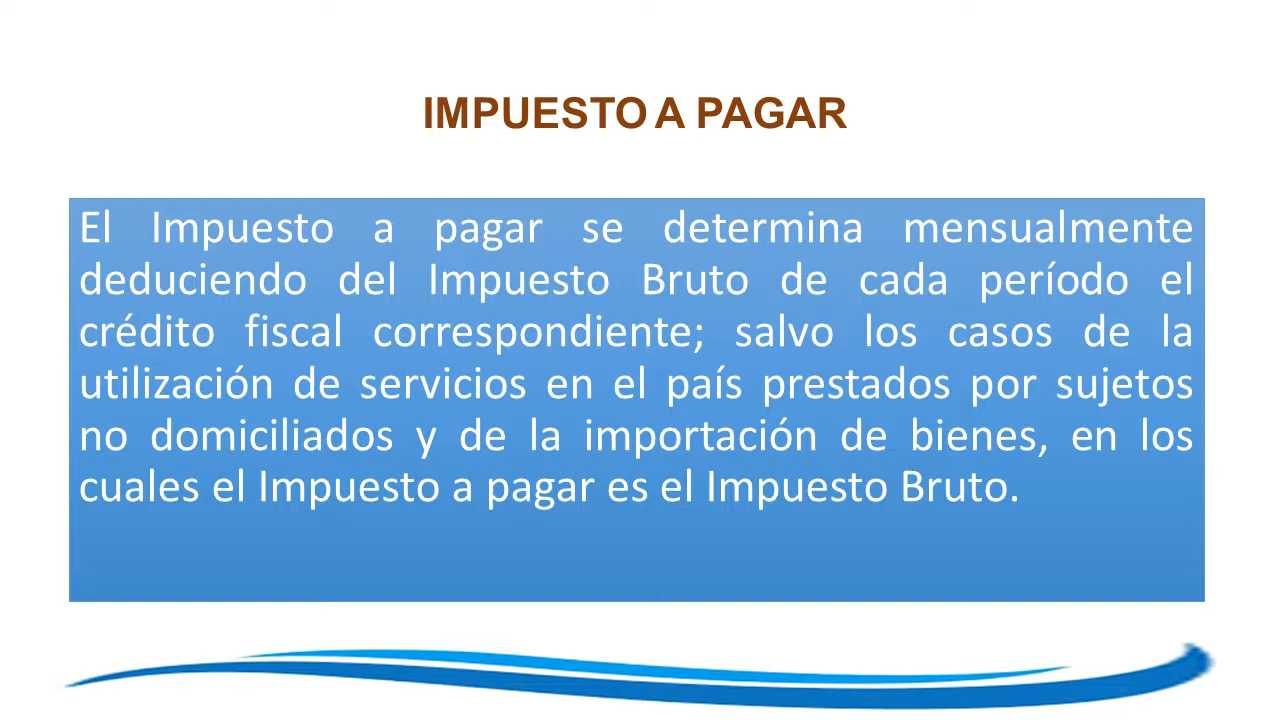 IMPUESTO A PAGAR
El Impuesto a pagar se determina mensualmente
deduciendo del Impuesto Bruto de cada período el
crédito fiscal correspondiente; salvo los casos de la
utilización de servicios en el país prestados por sujetos
no domiciliados y de la importación de bienes, en los
cuales el Impuesto a pagar es el Impuesto Bruto.